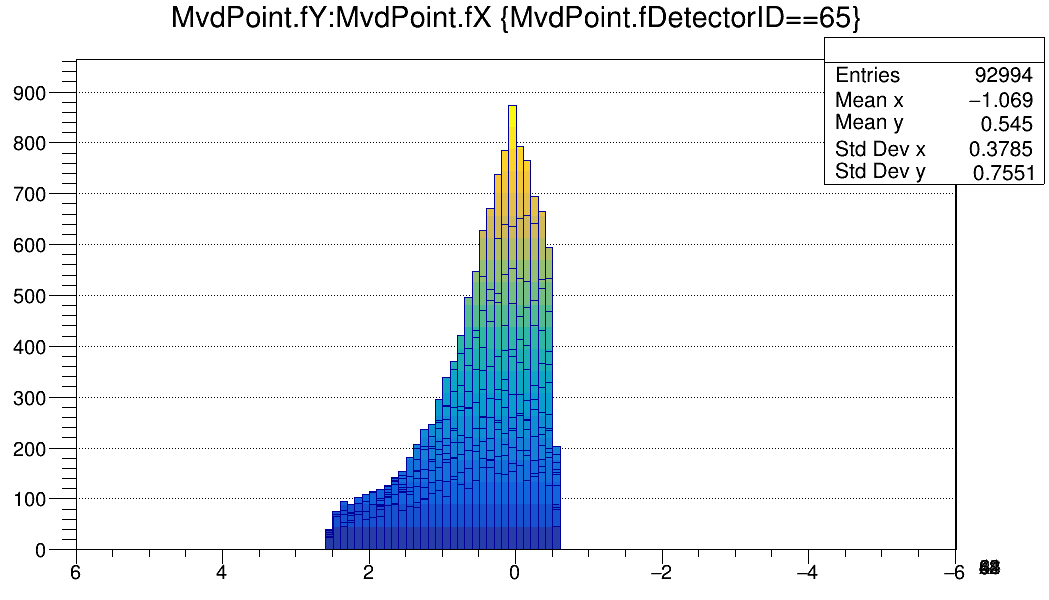 MvdPoint.fY:MvdPoint.fX {MvdPoint.fDetectorID==65}
Entries 92994
Mean x −1.069
Mean y 0.545
Std Dev x 0.3785
Std Dev y 0.7551
900
800
700
600
500
400
300
200
100
0
6 4 2 0 −2 −4 −6